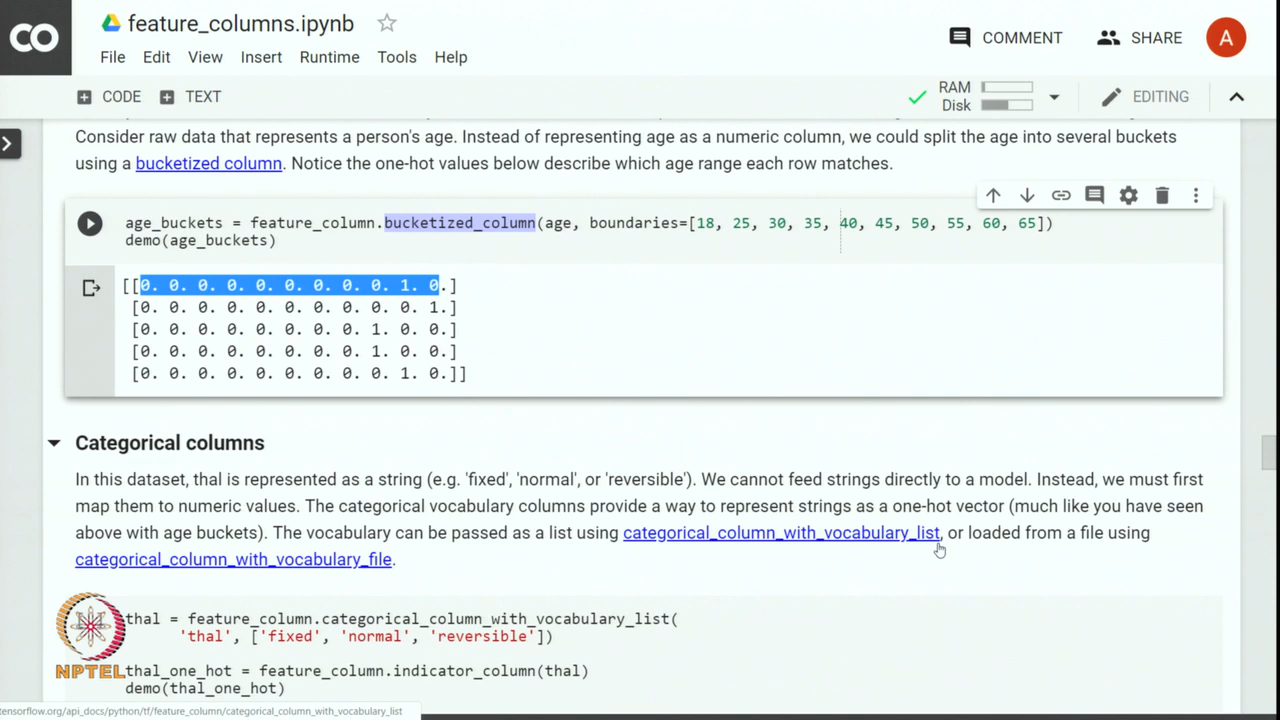 CO
feature_columns.ipynb
COMMENT
SHARE
A
File Edit View Insert Runtime Tools Help
CODE TEXT
RAM
Disk
EDITING
Consider raw data that represents a person's age. Instead of representing age as a numeric column, we could split the age into several buckets
using a bucketized column. Notice the one-hot values below describe which age range each row matches.
age_buckets = feature_column.bucketized_column(age, boundaries=[18, 25, 30, 35, 40, 45, 50, 55, 60, 65])
demo(age_buckets)
[[0. 0. 0. 0. 0. 0. 0. 0. 0. 1. 0.]
[0. 0. 0. 0. 0. 0. 0. 0. 0. 0. 1.]
[0. 0. 0. 0. 0. 0. 0. 0. 1. 0. 0.]
[0. 0. 0. 0. 0. 0. 0. 0. 1. 0. 0.]
[0. 0. 0. 0. 0. 0. 0. 0. 0. 1. 0.]]
Categorical columns
In this dataset, thal is represented as a string (e.g. 'fixed', 'normal', or 'reversible'). We cannot feed strings directly to a model. Instead, we must first
map them to numeric values. The categorical vocabulary columns provide a way to represent strings as a one-hot vector (much like you have seen
above with age buckets). The vocabulary can be passed as a list using categorical_column_with_vocabulary_list, or loaded from a file using
categorical_column_with_vocabulary_file.
thal = feature_column.categorical_column_with_vocabulary_list(
'thal', ['fixed', 'normal', 'reversible'])
thal_one_hot = feature_column.indicator_column(thal)
demo(thal_one_hot)
NPTEL
tensorflow.org/api_docs/python/tf/feature_column/categorical_column_with_vocabulary_list